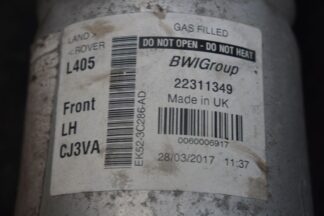 LAND
ROVER
L405
Front
LH
CJ3VA
EK52-3C286-AD
GAS FILLED
DO NOT OPEN - DO NOT HEAT
BWIGroup
22311349
Made in UK
0060006917
28/03/2017 11:37